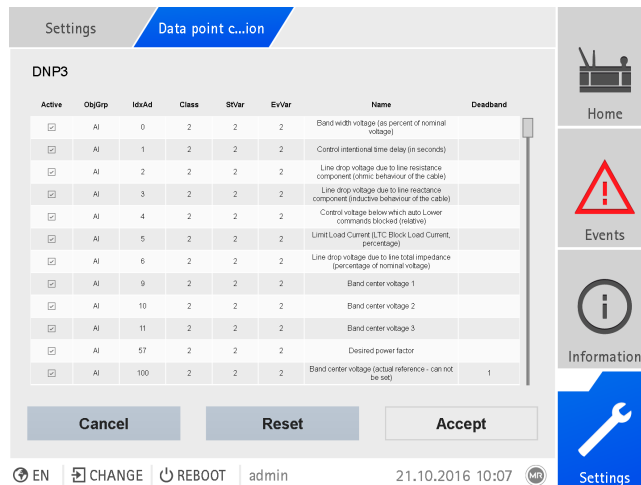 Settings
Data point c...ion
DNP3
Active ObjGrp IdxAd Class StVar EvVar Name Deadband
AI 0 2 2 2 Band width voltage (as percent of nominal
voltage)
AI 1 2 2 2 Control intentional time delay (in seconds)
AI 2 2 2 2 Line drop voltage due to line resistance
component (ohmic behaviour of the cable)
AI 3 2 2 2 Line drop voltage due to line reactance
component (inductive behaviour of the cable)
AI 4 2 2 2 Control voltage below which auto Lower
commands blocked (relative)
AI 5 2 2 2 Limit Load Current (LTC Block Load Current,
percentage)
AI 6 2 2 2 Line drop voltage due to line total impedance
(percentage of nominal voltage)
AI 9 2 2 2 Band center voltage 1
AI 10 2 2 2 Band center voltage 2
AI 11 2 2 2 Band center voltage 3
AI 57 2 2 2 Desired power factor
AI 100 2 2 2 Band center voltage (actual reference - can not
be set) 1
Cancel Reset Accept
EN CHANGE REBOOT admin 21.10.2016 10:07 MR
Home
Events
Information
Settings